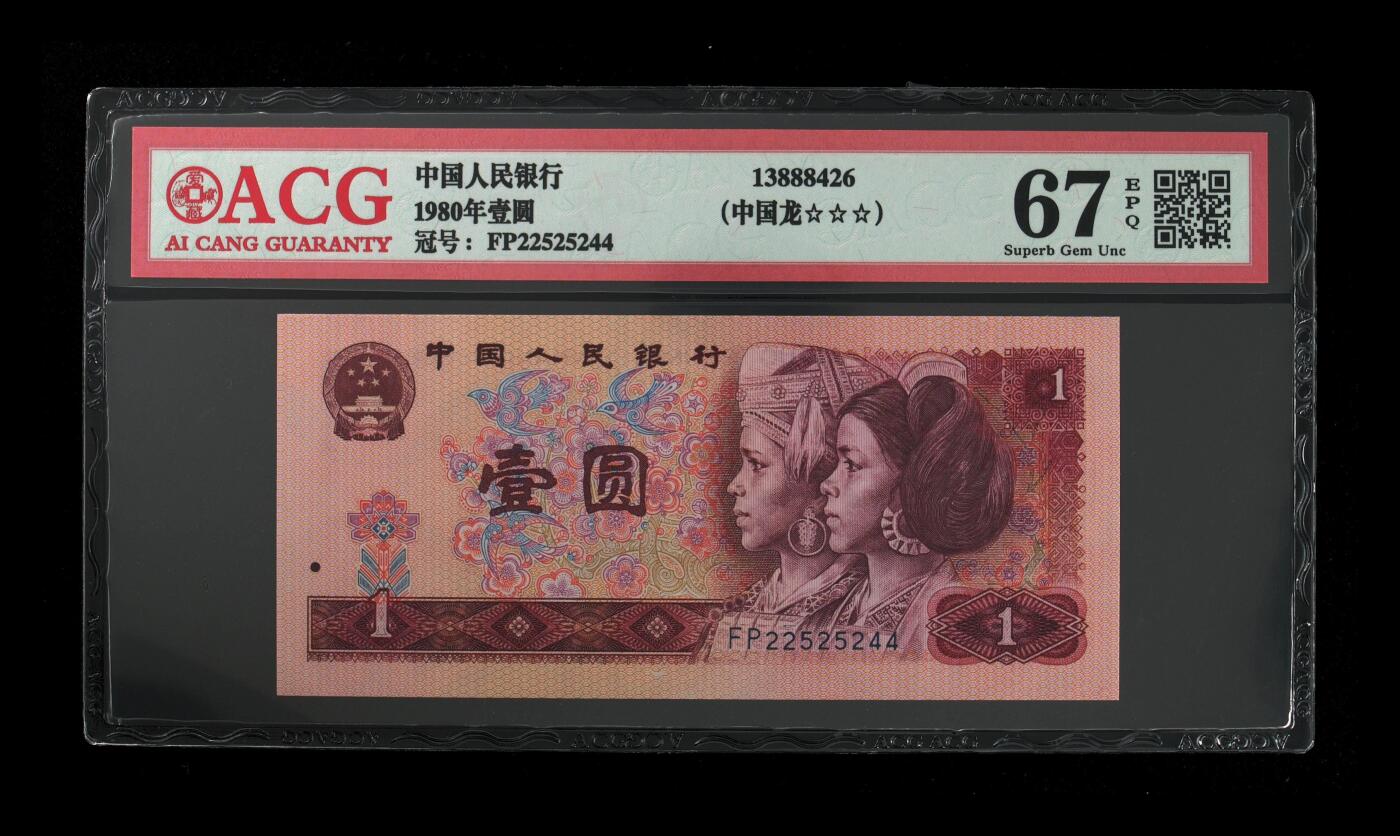 ACG
AI CANG GUARANTY
中国人民银行
1980年壹圆
冠号：FP22525244
13888426
(中国龙☆☆☆)
67
EPQ
Superb Gem Unc
中国人民银行
1
壹圆
1
FP22525244
1